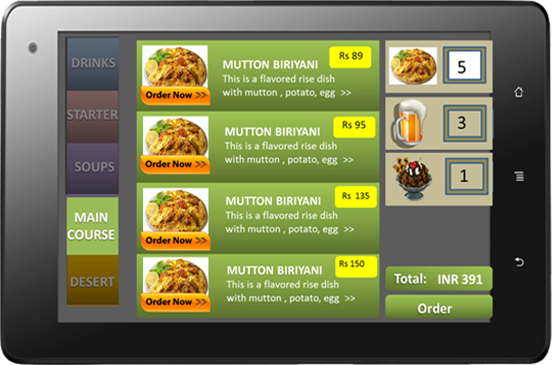 DRINKS
STARTER
SOUPS
MAIN
COURSE
DESERT
Rs 89
MUTTON BIRIYANI
This is a flavored rise dish
with mutton , potato, egg >>
Order Now >>
Rs 95
MUTTON BIRIYANI
This is a flavored rise dish
with mutton , potato, egg >>
Order Now >>
Rs 135
MUTTON BIRIYANI
This is a flavored rise dish
with mutton , potato, egg >>
Order Now >>
Rs 150
MUTTON BIRIYANI
This is a flavored rise dish
with mutton , potato, egg >>
Order Now >>
5
3
1
Total: INR 391
Order